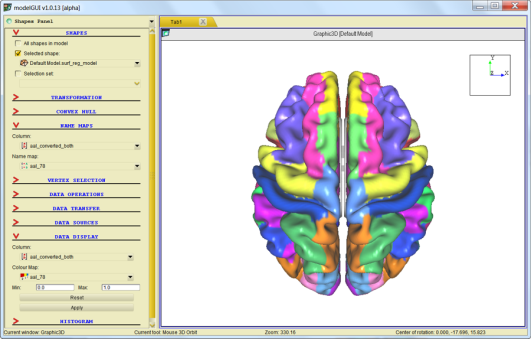 modelGUI v1.0.13 [alpha]
Shapes Panel
SHAPES
All shapes in model
Selected shape:
Default Model.surf_reg_model
Selection set:
TRANSFORMATION
CONVEX HULL
NAME MAPS
Column:
aal_converted_both
Name map:
aal_78
VERTEX SELECTION
DATA OPERATIONS
DATA TRANSFER
DATA SOURCES
DATA DISPLAY
Column:
aal_converted_both
Colour Map:
aal_78
Min: 0.0 Max: 1.0
Reset
Apply
HISTOGRAM
Tab1
Graphic3D [Default Model]
Y
Z X
Current window: Graphic3D Current tool: Mouse 3D Orbit Zoom: 330.16 Center of rotation: 0.000, -17.696, 15.823